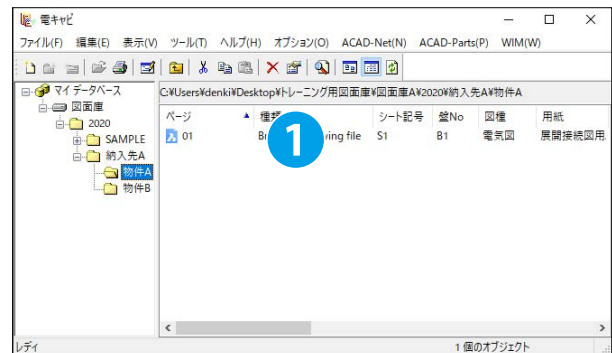 電キャビ
ファイル(F) 編集(E) 表示(V) ツール(T) ヘルプ(H) オプション(O) ACAD-Net(N) ACAD-Parts(P) WIM(W)
マイ データベース
図面庫
2020
SAMPLE
納入先A
物件A
物件B
C:¥Users¥denki¥Desktop¥トレーニング用図面庫¥図面庫A¥2020¥納入先A¥物件A
ページ 種類 シート記号 盤No 図種 用紙
01 ing file S1 B1 電気図 展開接続図用
1
レディ 1 個のオブジェクト